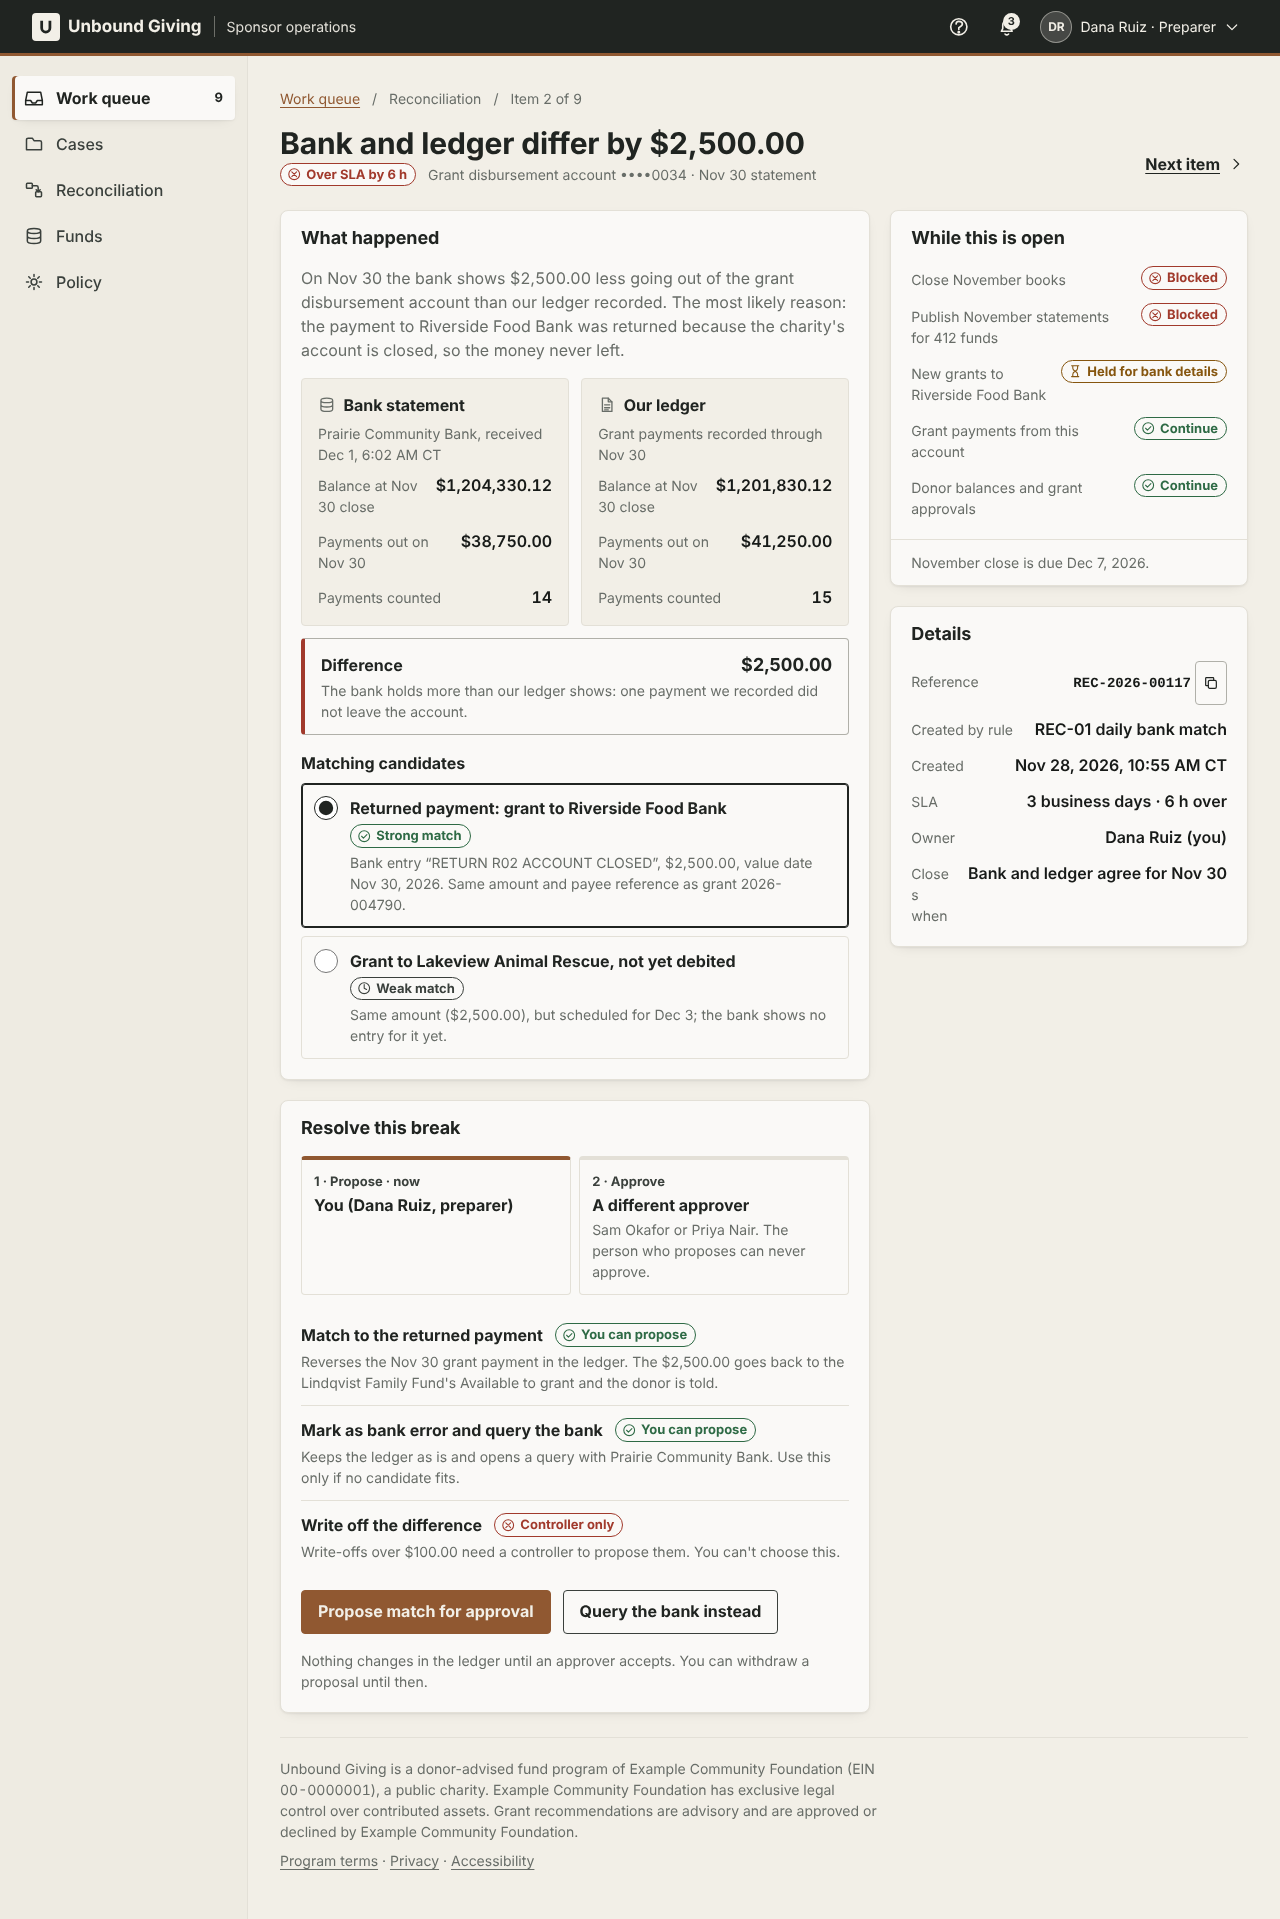 U Unbound Giving Sponsor operations 3 DR Dana Ruiz · Preparer
Work queue 9
Cases
Reconciliation
Funds
Policy
Work queue / Reconciliation / Item 2 of 9
Bank and ledger differ by $2,500.00
Over SLA by 6 h Grant disbursement account ••••0034 · Nov 30 statement
Next item
What happened
On Nov 30 the bank shows $2,500.00 less going out of the grant
disbursement account than our ledger recorded. The most likely reason:
the payment to Riverside Food Bank was returned because the charity's
account is closed, so the money never left.
Bank statement
Prairie Community Bank, received
Dec 1, 6:02 AM CT
Balance at Nov $1,204,330.12
30 close
Payments out on $38,750.00
Nov 30
Payments counted 14
Our ledger
Grant payments recorded through
Nov 30
Balance at Nov $1,201,830.12
30 close
Payments out on $41,250.00
Nov 30
Payments counted 15
Difference $2,500.00
The bank holds more than our ledger shows: one payment we recorded did
not leave the account.
Matching candidates
Returned payment: grant to Riverside Food Bank
Strong match
Bank entry “RETURN R02 ACCOUNT CLOSED”, $2,500.00, value date
Nov 30, 2026. Same amount and payee reference as grant 2026-
004790.
Grant to Lakeview Animal Rescue, not yet debited
Weak match
Same amount ($2,500.00), but scheduled for Dec 3; the bank shows no
entry for it yet.
Resolve this break
1 · Propose · now
You (Dana Ruiz, preparer)
2 · Approve
A different approver
Sam Okafor or Priya Nair. The
person who proposes can never
approve.
Match to the returned payment You can propose
Reverses the Nov 30 grant payment in the ledger. The $2,500.00 goes back to the
Lindqvist Family Fund's Available to grant and the donor is told.
Mark as bank error and query the bank You can propose
Keeps the ledger as is and opens a query with Prairie Community Bank. Use this
only if no candidate fits.
Write off the difference Controller only
Write-offs over $100.00 need a controller to propose them. You can't choose this.
Propose match for approval Query the bank instead
Nothing changes in the ledger until an approver accepts. You can withdraw a
proposal until then.
While this is open
Close November books Blocked
Publish November statements Blocked
for 412 funds
New grants to Held for bank details
Riverside Food Bank
Grant payments from this Continue
account
Donor balances and grant Continue
approvals
November close is due Dec 7, 2026.
Details
Reference REC-2026-00117
Created by rule REC-01 daily bank match
Created Nov 28, 2026, 10:55 AM CT
SLA 3 business days · 6 h over
Owner Dana Ruiz (you)
Close Bank and ledger agree for Nov 30
s
when
Unbound Giving is a donor-advised fund program of Example Community Foundation (EIN
00-0000001), a public charity. Example Community Foundation has exclusive legal
control over contributed assets. Grant recommendations are advisory and are approved or
declined by Example Community Foundation.
Program terms · Privacy · Accessibility